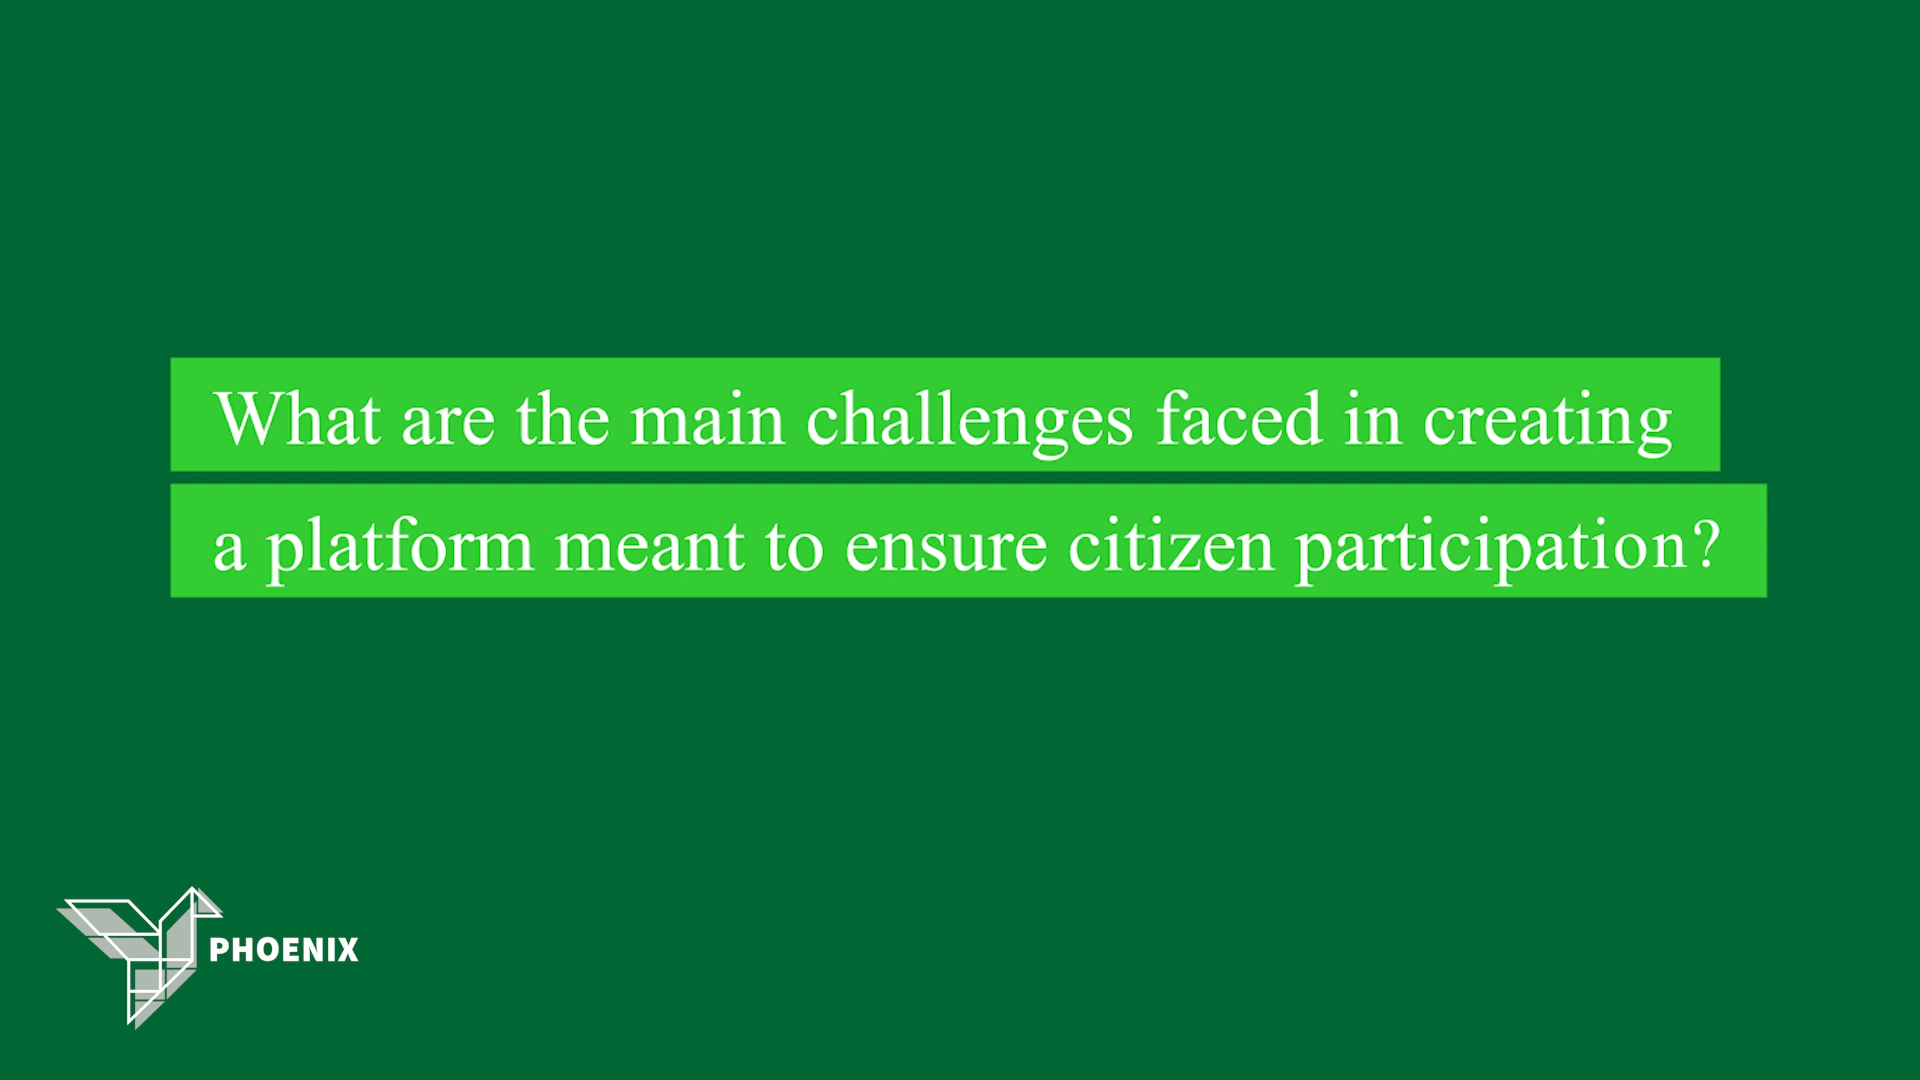 What are the main challenges faced in creating
a platform meant to ensure citizen participation?
PHOENIX